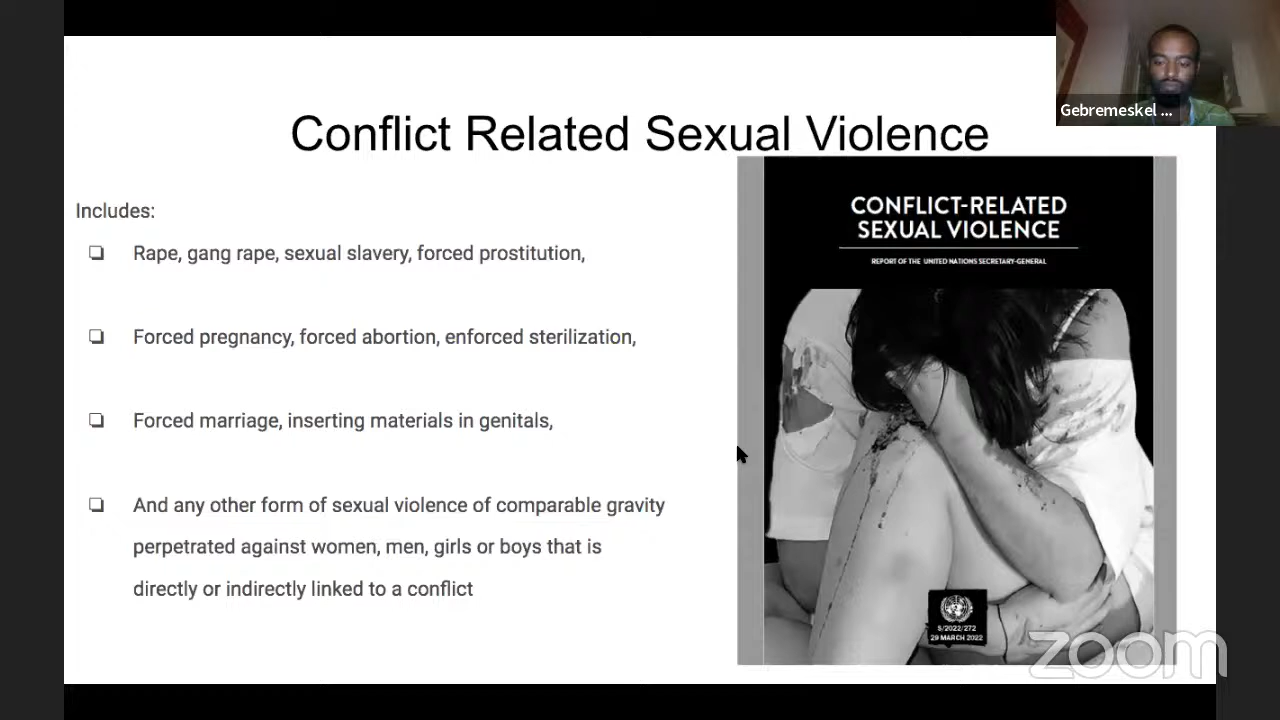 Gebremeskel ...
Conflict Related Sexual Violence
Includes:
❏ Rape, gang rape, sexual slavery, forced prostitution,
❏ Forced pregnancy, forced abortion, enforced sterilization,
❏ Forced marriage, inserting materials in genitals,
❏ And any other form of sexual violence of comparable gravity
perpetrated against women, men, girls or boys that is
directly or indirectly linked to a conflict
CONFLICT-RELATED
SEXUAL VIOLENCE
REPORT OF THE UNITED NATIONS SECRETARY-GENERAL
S/2022/272
29 MARCH 2022
zoom